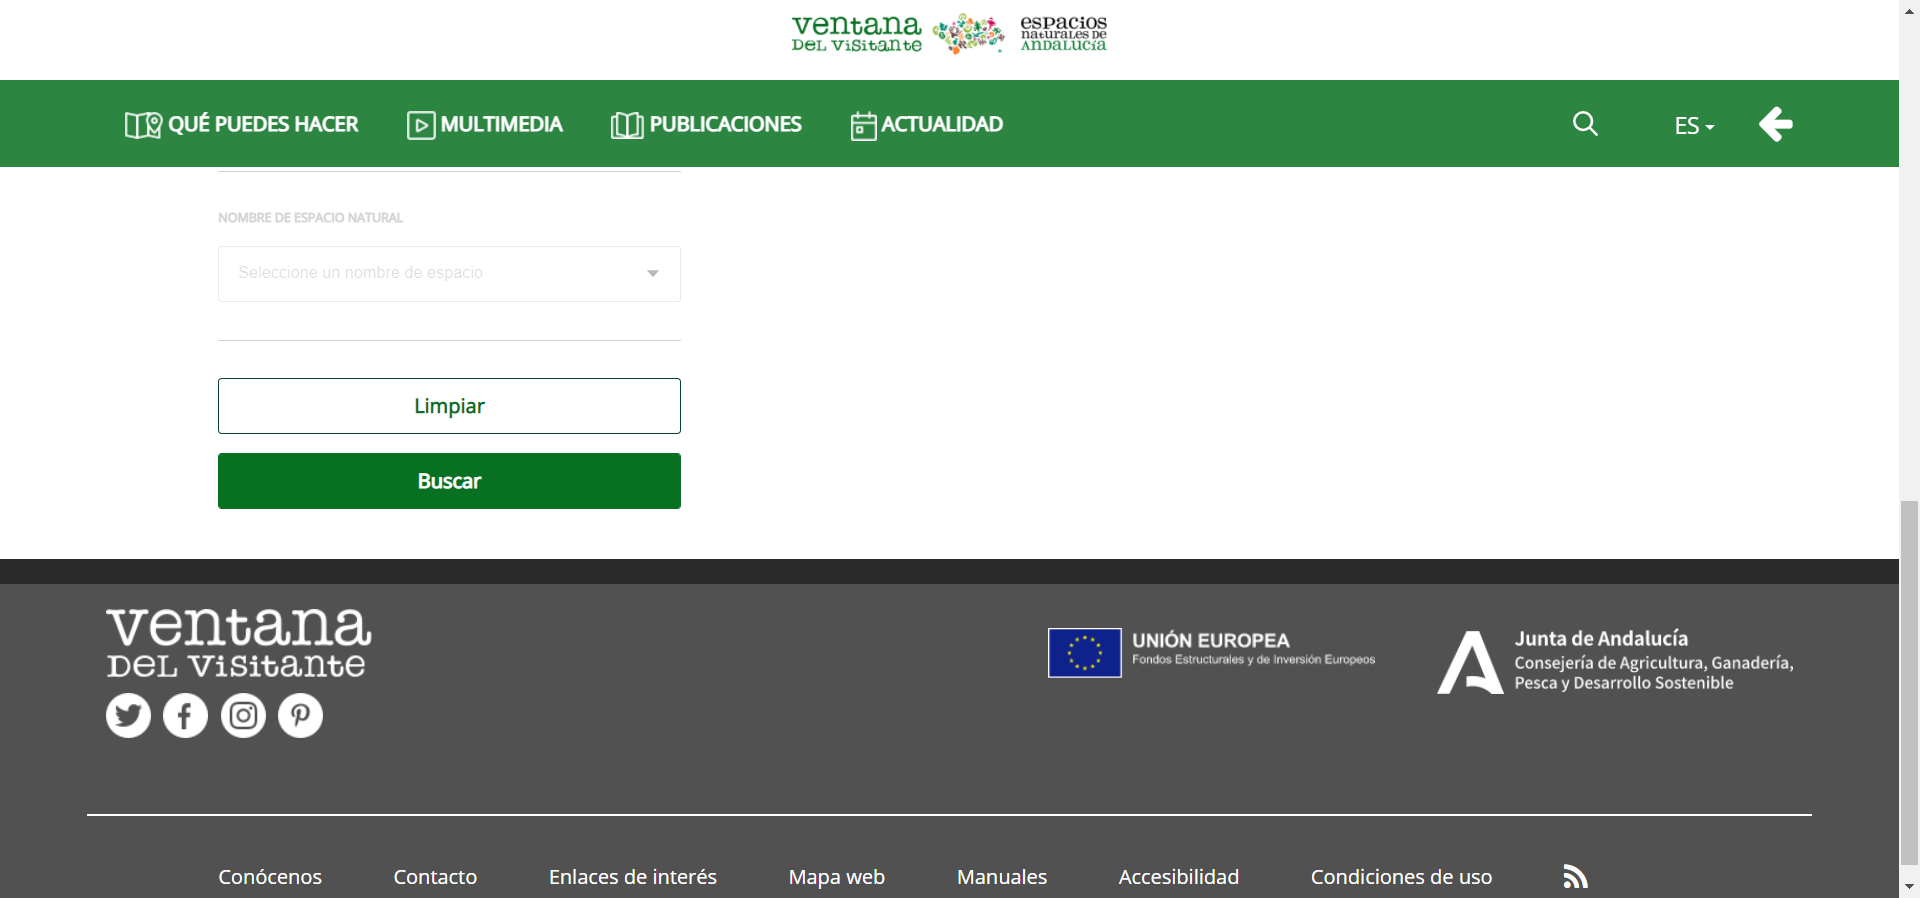 ventana
DEL VISITANTE
espacios
naturales de
ANDALUCÍA
QUÉ PUEDES HACER
MULTIMEDIA
PUBLICACIONES
ACTUALIDAD
ES
NOMBRE DE ESPACIO NATURAL
Seleccione un nombre de espacio
Limpiar
Buscar
ventana
DEL VISITANTE
UNIÓN EUROPEA
Fondos Estructurales y de Inversión Europeos
Junta de Andalucía
Consejería de Agricultura, Ganadería,
Pesca y Desarrollo Sostenible
Conócenos
Contacto
Enlaces de interés
Mapa web
Manuales
Accesibilidad
Condiciones de uso